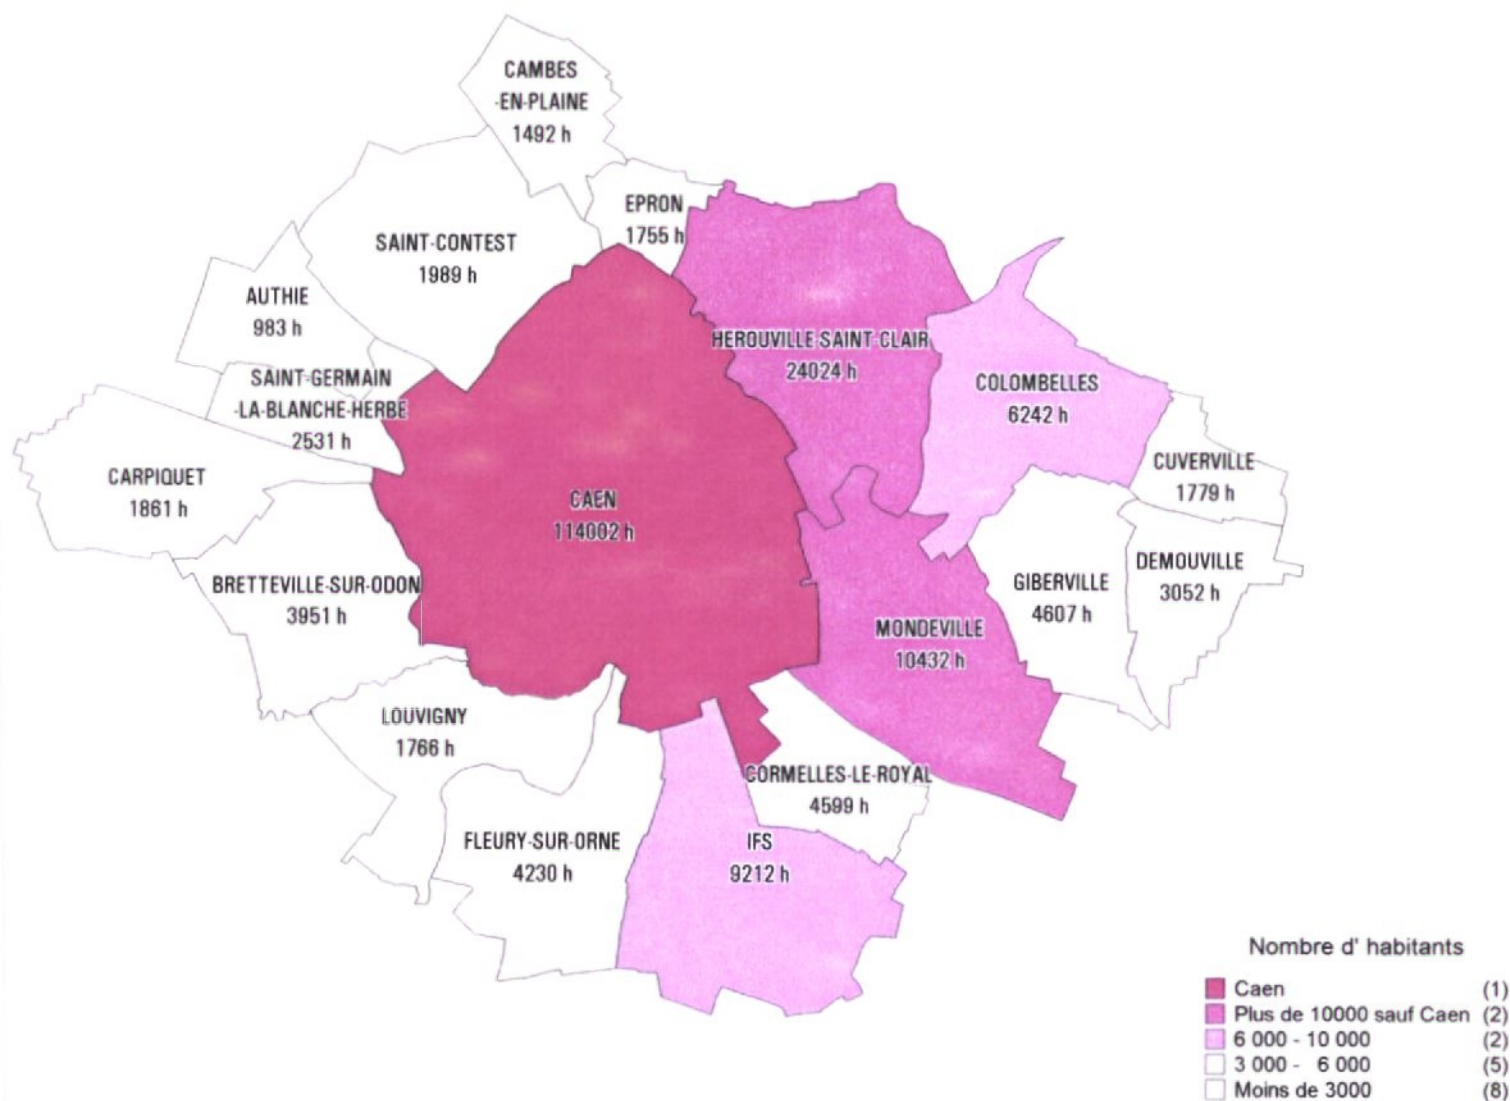 CAMBES
-EN-PLAINE
1492 h
EPRON
1755 h
SAINT-CONTEST
1989 h
AUTHIE
983 h
HEROUVILLE-SAINT-CLAIR
24024 h
SAINT-GERMAIN
-LA-BLANCHE-HERBE
2531 h
COLOMBELLES
6242 h
CARPIQUET
1861 h
CUVERVILLE
1779 h
CAEN
114002 h
BRETTEVILLE-SUR-ODON
3951 h
GIBERVILLE
4607 h
DEMOUVILLE
3052 h
MONDEVILLE
10432 h
LOUVIGNY
1766 h
CORMELLES-LE-ROYAL
4599 h
FLEURY-SUR-ORNE
4230 h
IFS
9212 h
Nombre d' habitants
Caen (1)
Plus de 10000 sauf Caen (2)
6 000 - 10 000 (2)
3 000 - 6 000 (5)
Moins de 3000 (8)